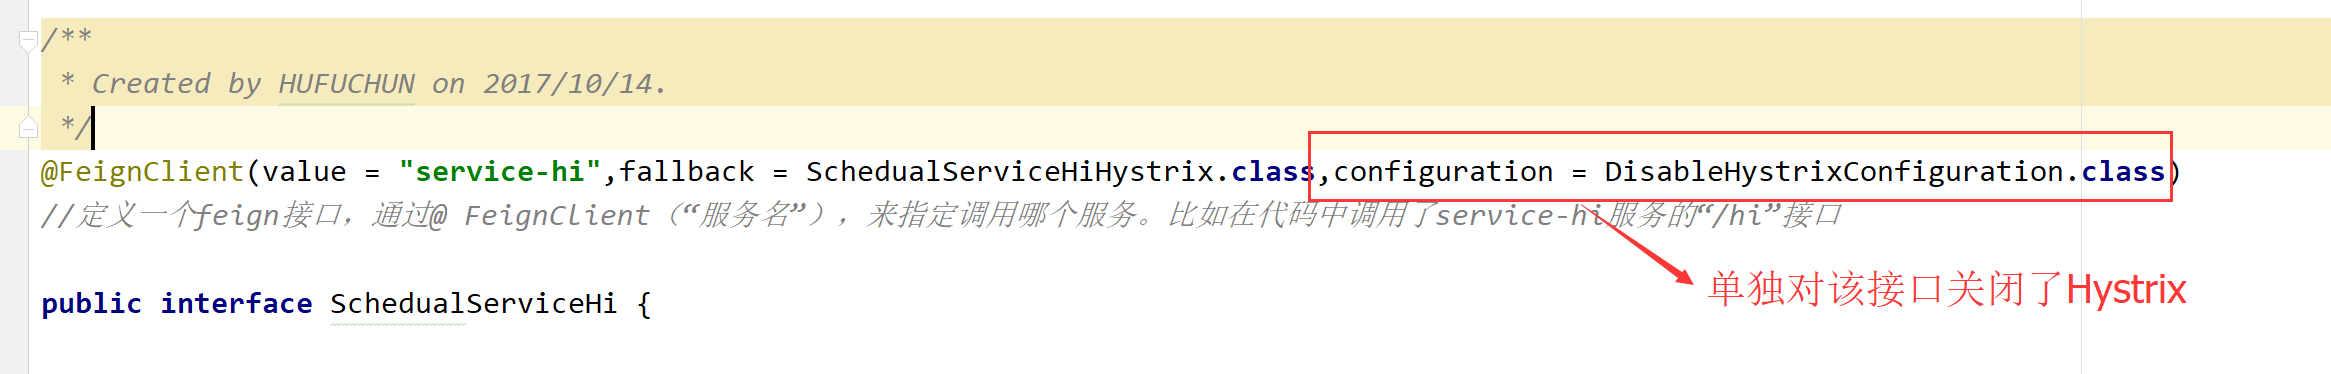 /**
 * Created by HUFUCHUN on 2017/10/14.
 */
@FeignClient(value = "service-hi",fallback = SchedualServiceHiHystrix.class,configuration = DisableHystrixConfiguration.class)
//定义一个feign接口，通过@ FeignClient（“服务名”），来指定调用哪个服务。比如在代码中调用了service-hi服务的“/hi”接口
单独对该接口关闭了Hystrix
public interface SchedualServiceHi {